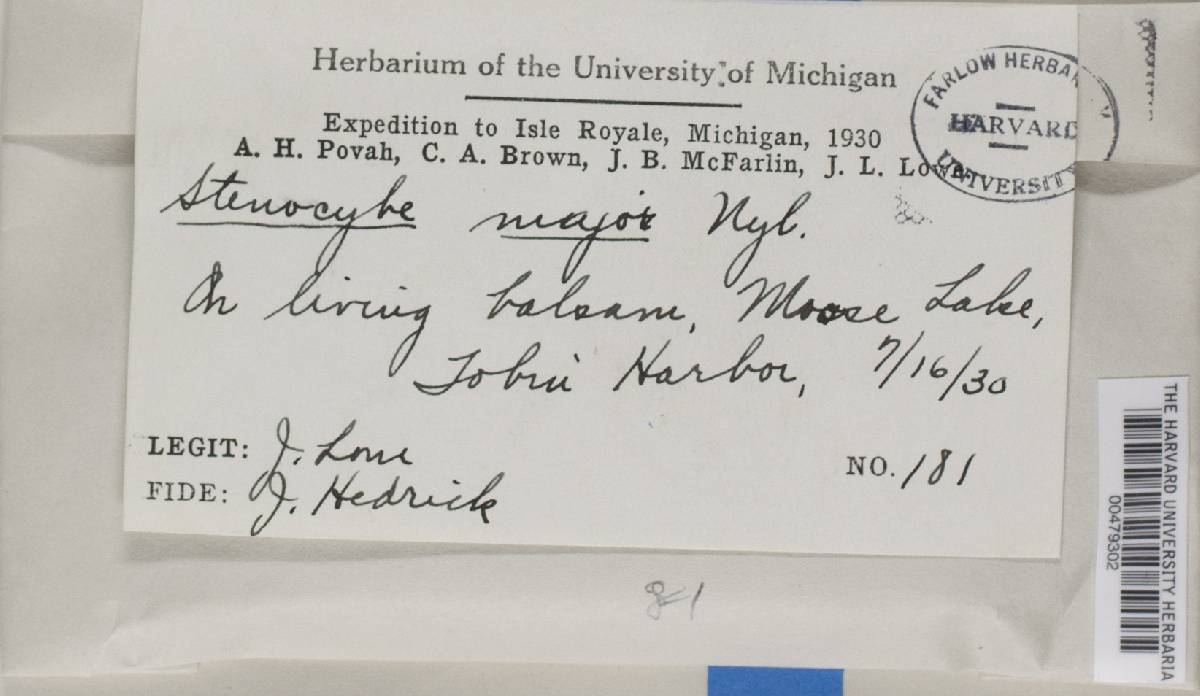 Herbarium of the University of Michigan
Expedition to Isle Royale, Michigan, 1930
A. H. Povah, C. A. Brown, J. B. McFarlin, J. L. Lowe
FARLOW HERBA
HARVARD
UNIVERSITY
Stenocybe major Nyl.
On living balsam, Moose Lake,
Tobin Harbor, 7/16/30
LEGIT: J. Lowe
FIDE: J. Hedrick
NO. 181
THE HARVARD UNIVERSITY HERBARIA
00479302